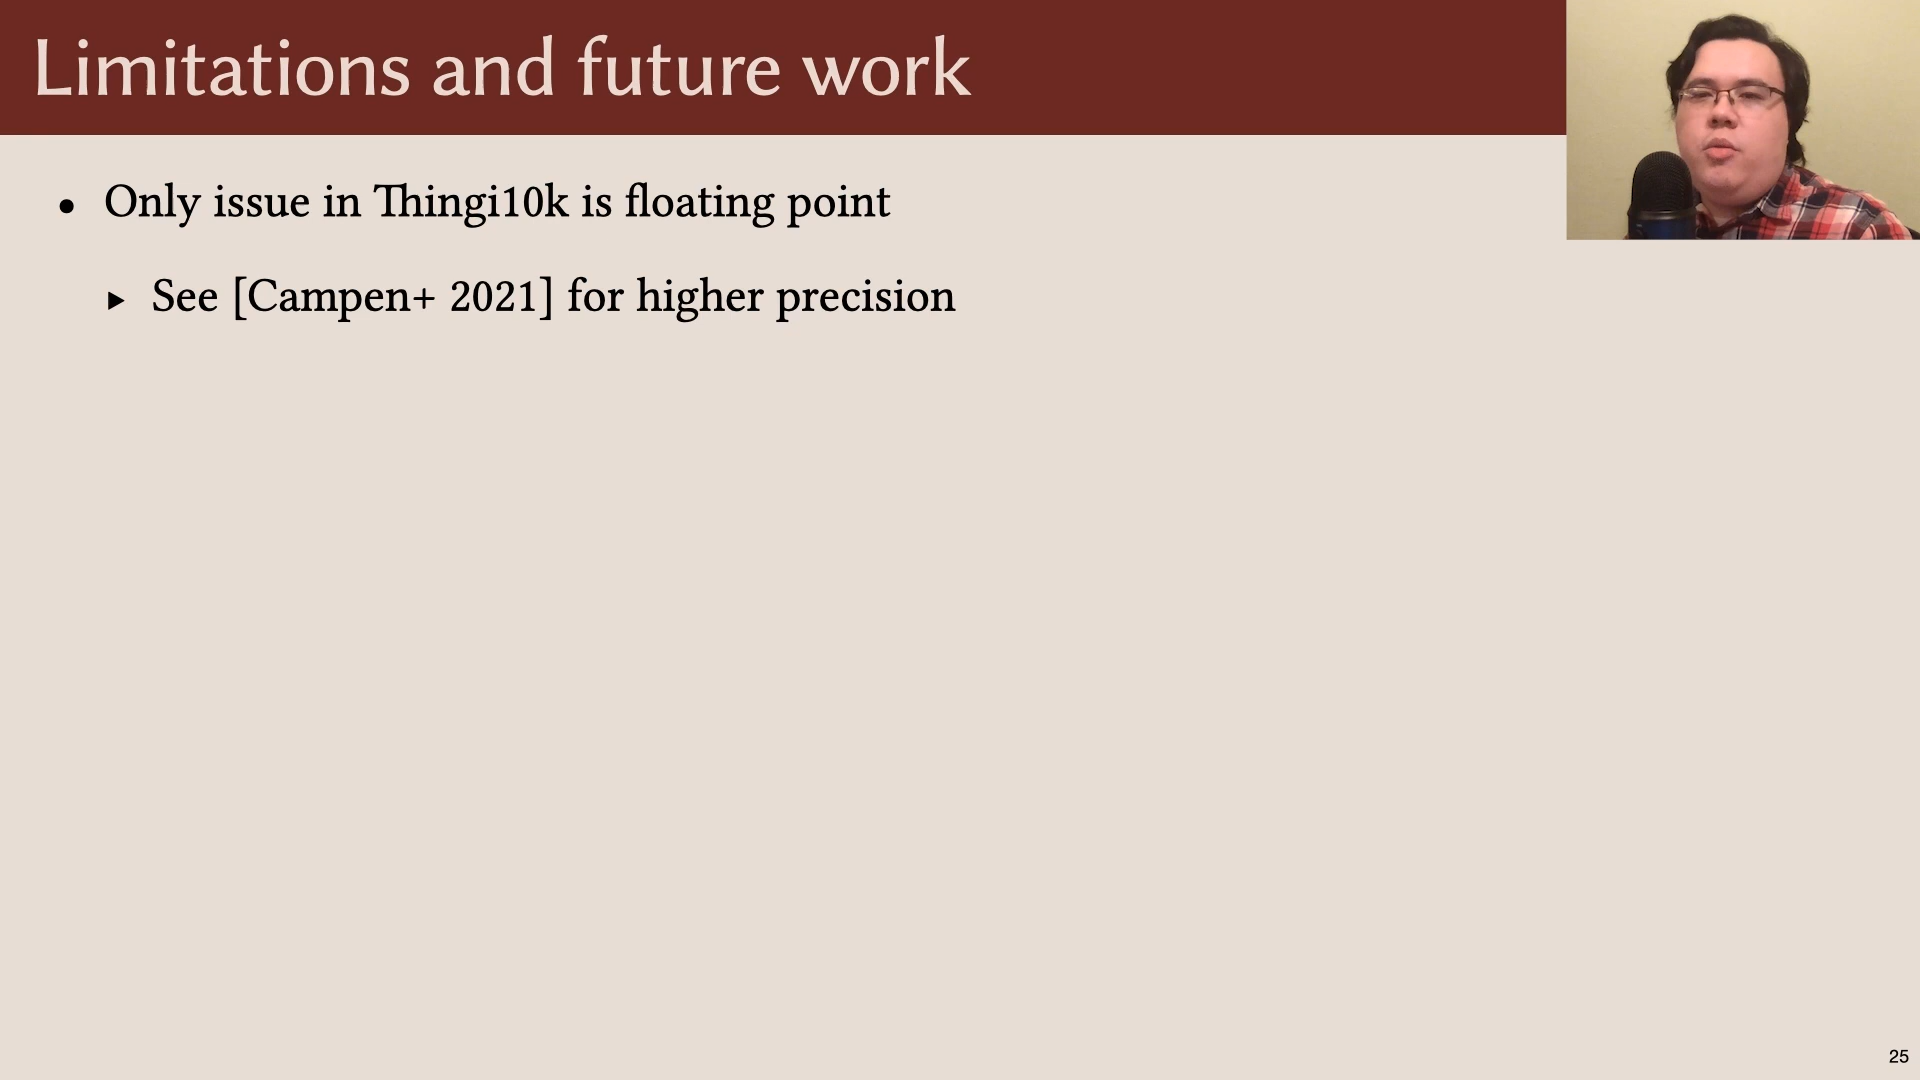 Limitations and future work
• Only issue in Thingi10k is floating point
▸ See [Campen+ 2021] for higher precision
25